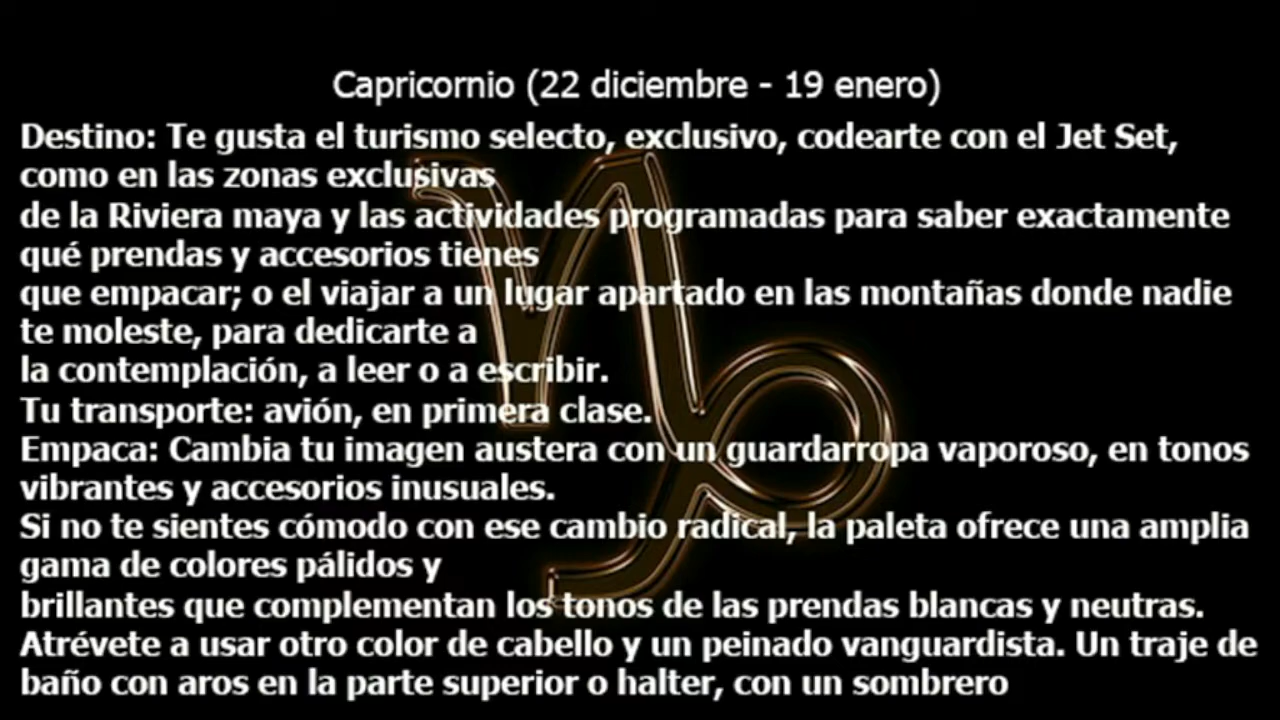 Capricornio (22 diciembre - 19 enero)
Destino: Te gusta el turismo selecto, exclusivo, codearte con el Jet Set,
como en las zonas exclusivas
de la Riviera maya y las actividades programadas para saber exactamente
qué prendas y accesorios tienes
que empacar; o el viajar a un lugar apartado en las montañas donde nadie
te moleste, para dedicarte a
la contemplación, a leer o a escribir.
Tu transporte: avión, en primera clase.
Empaca: Cambia tu imagen austera con un guardarropa vaporoso, en tonos
vibrantes y accesorios inusuales.
Si no te sientes cómodo con ese cambio radical, la paleta ofrece una amplia
gama de colores pálidos y
brillantes que complementan los tonos de las prendas blancas y neutras.
Atrévete a usar otro color de cabello y un peinado vanguardista. Un traje de
baño con aros en la parte superior o halter, con un sombrero